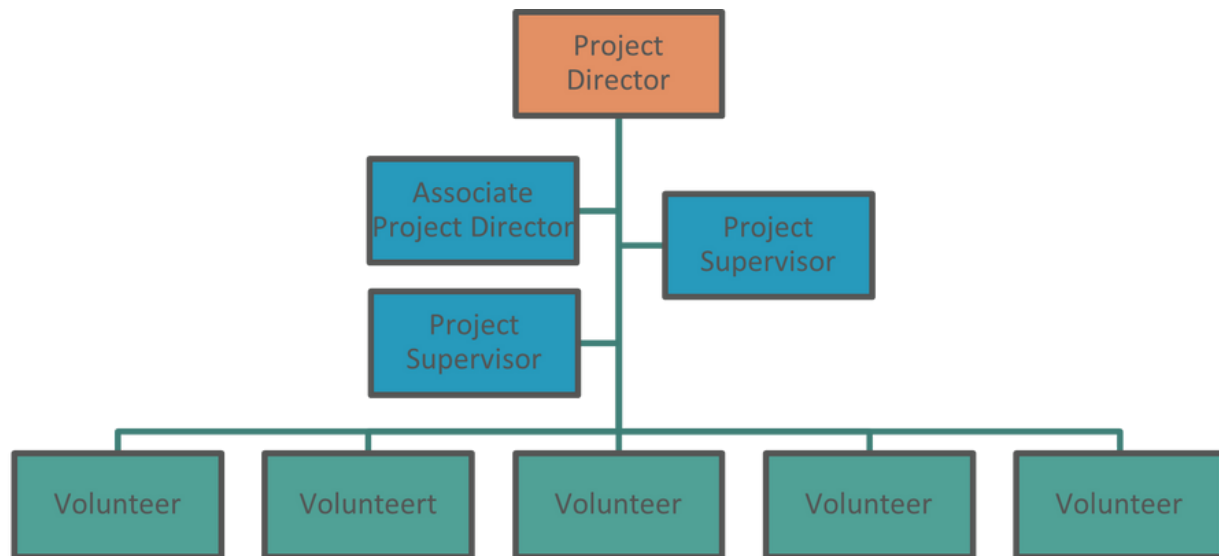 Project
Director
Associate
Project Director
Project
Supervisor
Project
Supervisor
Volunteer
Volunteert
Volunteer
Volunteer
Volunteer